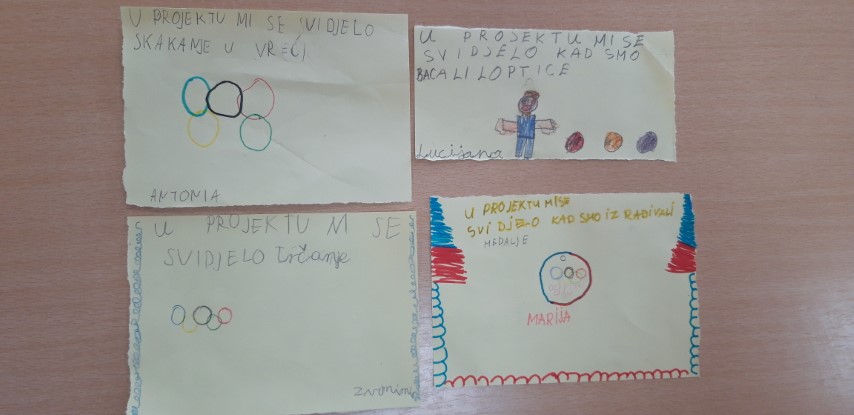 U PROJEKTU MI SE SVIDJELO
SKAKANJE U VREĆI
ANTONIA
U PROJEKTU MI SE
SVIDJELO KAD SMO
BACALI LOPTICE
Lucijana
U PROJEKTU MI SE
SVIDJELO trčanje
U PROJEKTU MI SE
SVIDJELO KAD SMO IZRAĐIVALI
MEDALJE
MARIJA